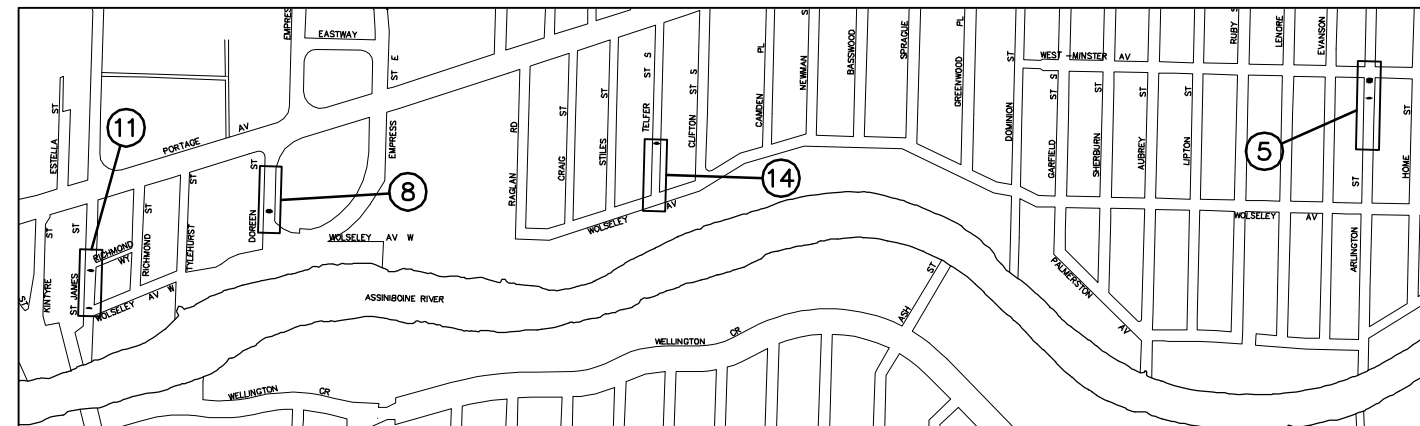 EMPRES
EASTWAY
ST E
EMPRESS
ESTELLA ST
PORTAGE AV
11
KINTYRE ST
ST
ST JAMES ST
RICHMOND WY
RICHMOND ST
TYLEHURST ST
WOLSELEY AV W
DOREEN ST
8
WOLSELEY AV W
RAGLAN RD
CRAIG ST
STILES ST
TELFER ST S
CLIFTON ST S
14
WOLSELEY AV
CAMDEN PL
NEWMAN S
BASSWOOD
SPRAGUE
GREENWOOD PL
DOMINION ST
WEST-MINSTER AV
GARFIELD ST S
SHERBURN ST
AUBREY ST
LIPTON ST
RUBY S
LENORE
EVANSON
5
HOME ST
ARLINGTON ST
WOLSELEY AV
PALMERSTON AV
ASSINIBOINE RIVER
ASH ST
WELLINGTON CR
WELLINGTON CR